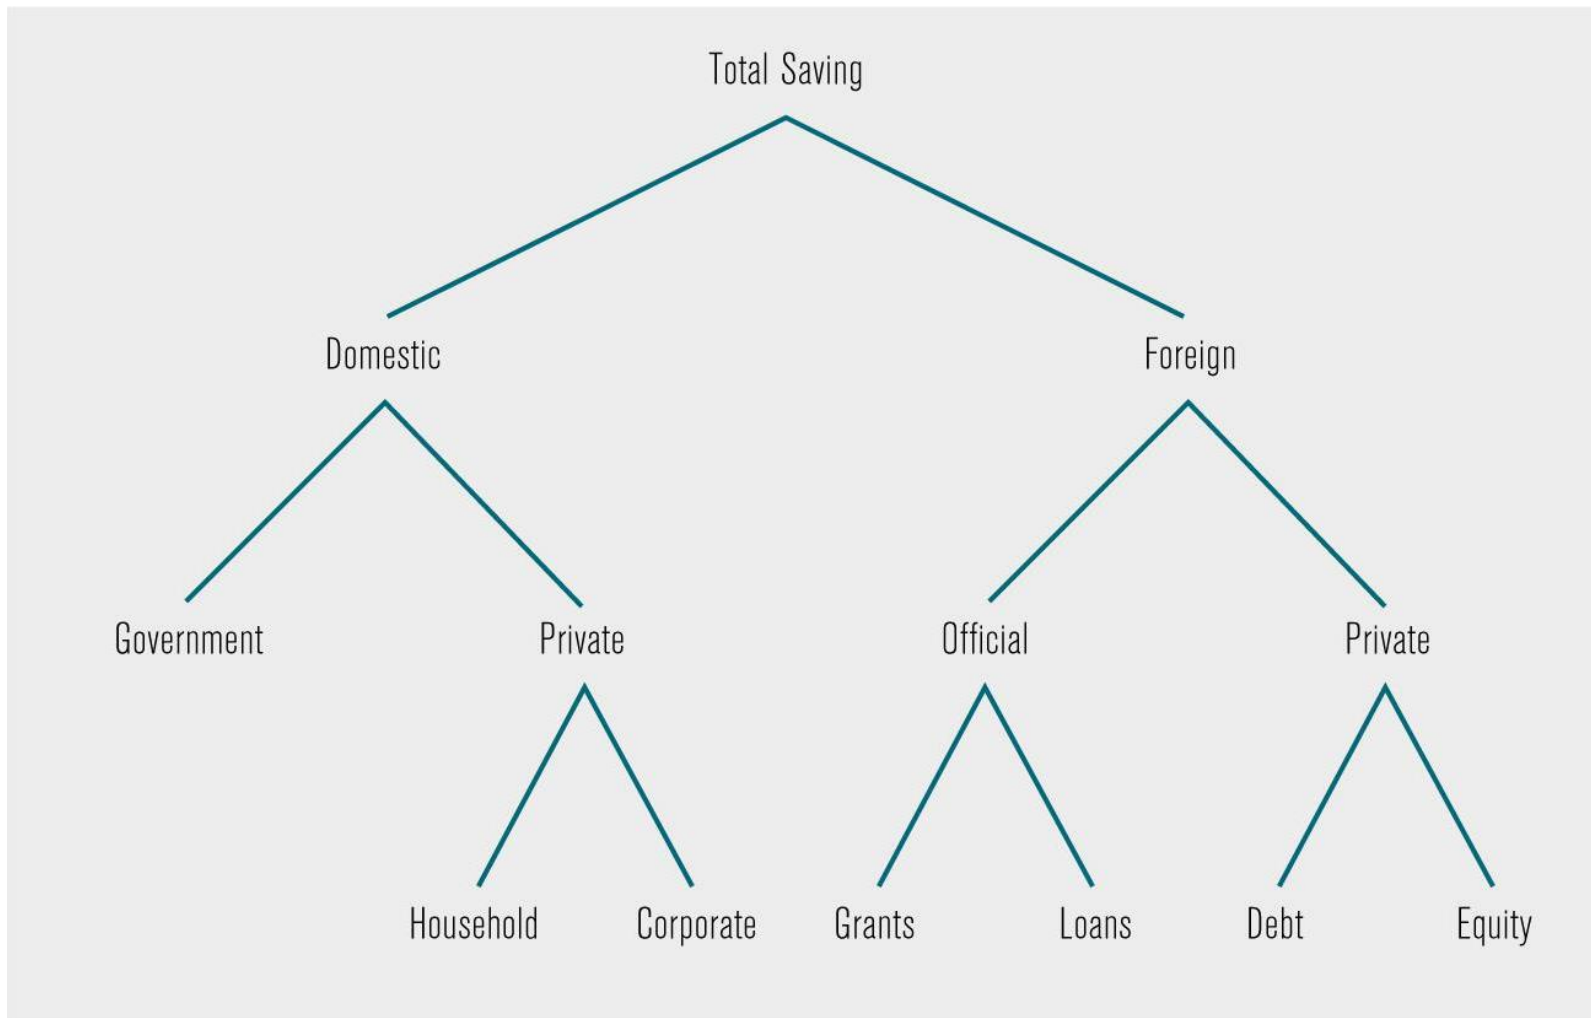 Total Saving
Domestic
Foreign
Government
Private
Official
Private
Household
Corporate
Grants
Loans
Debt
Equity